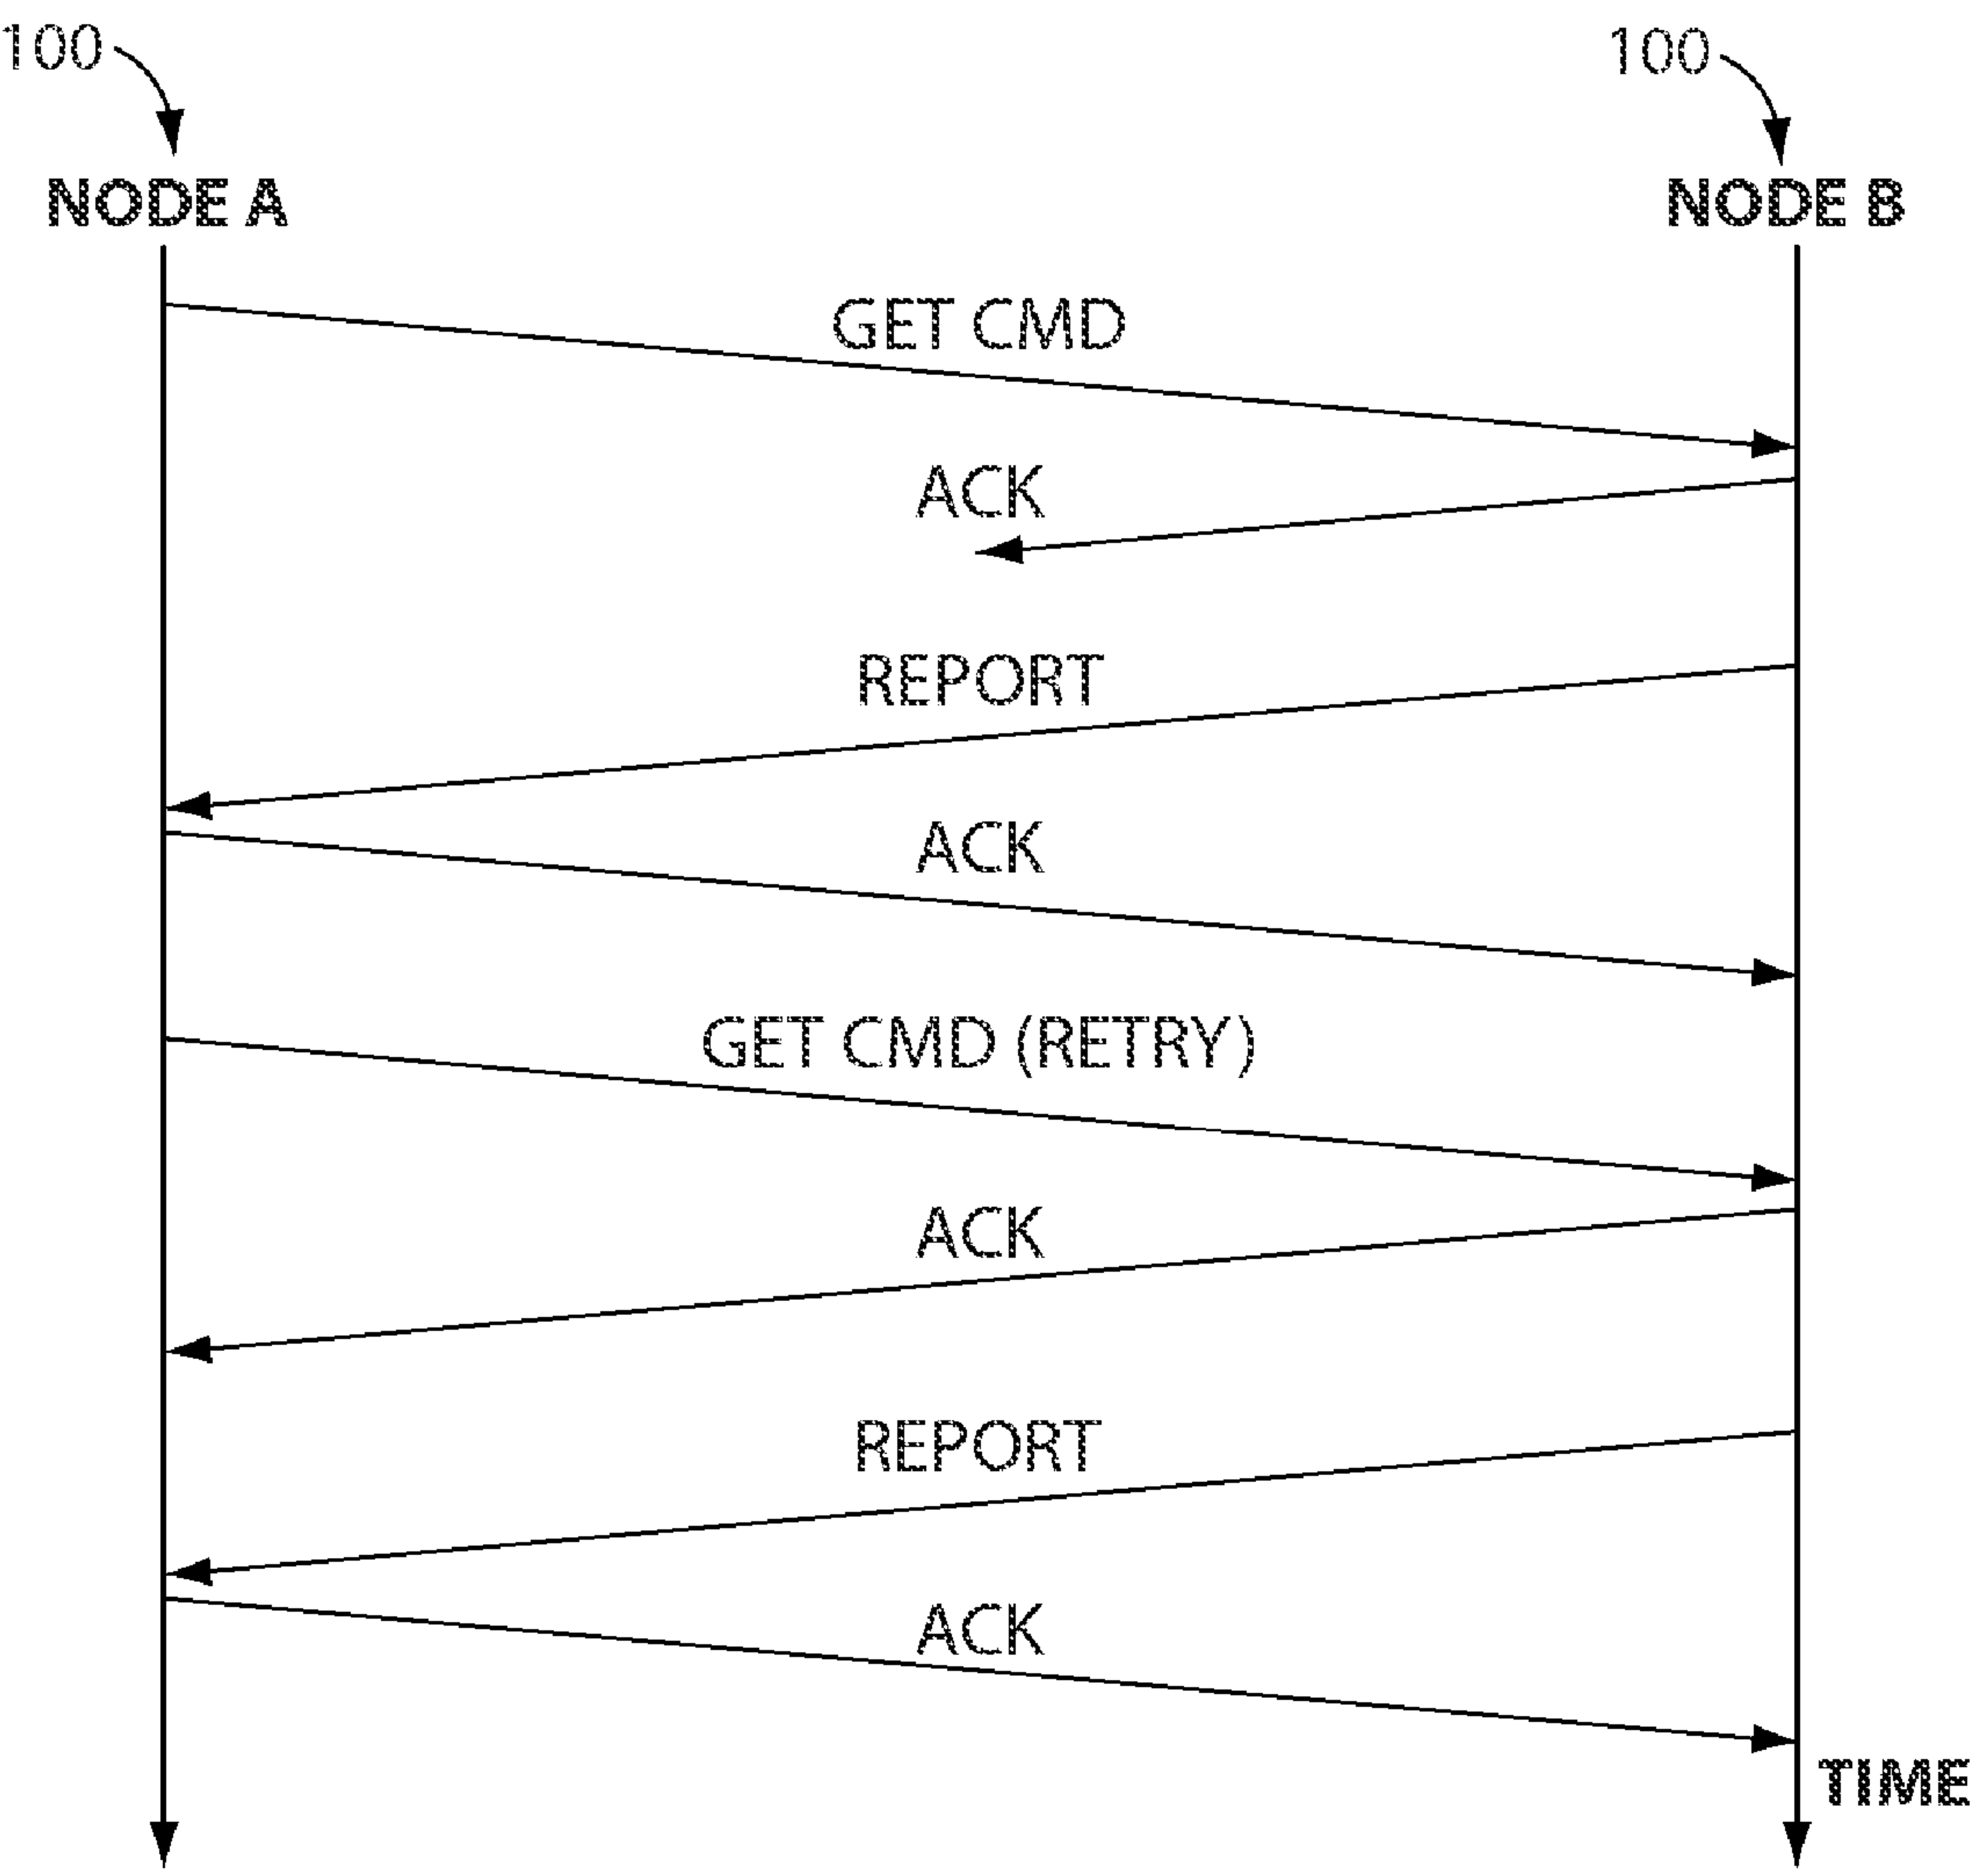 100
100
NODE A
NODE B
GET CMD
ACK
REPORT
ACK
GET CMD (RETRY)
ACK
REPORT
ACK
TIME